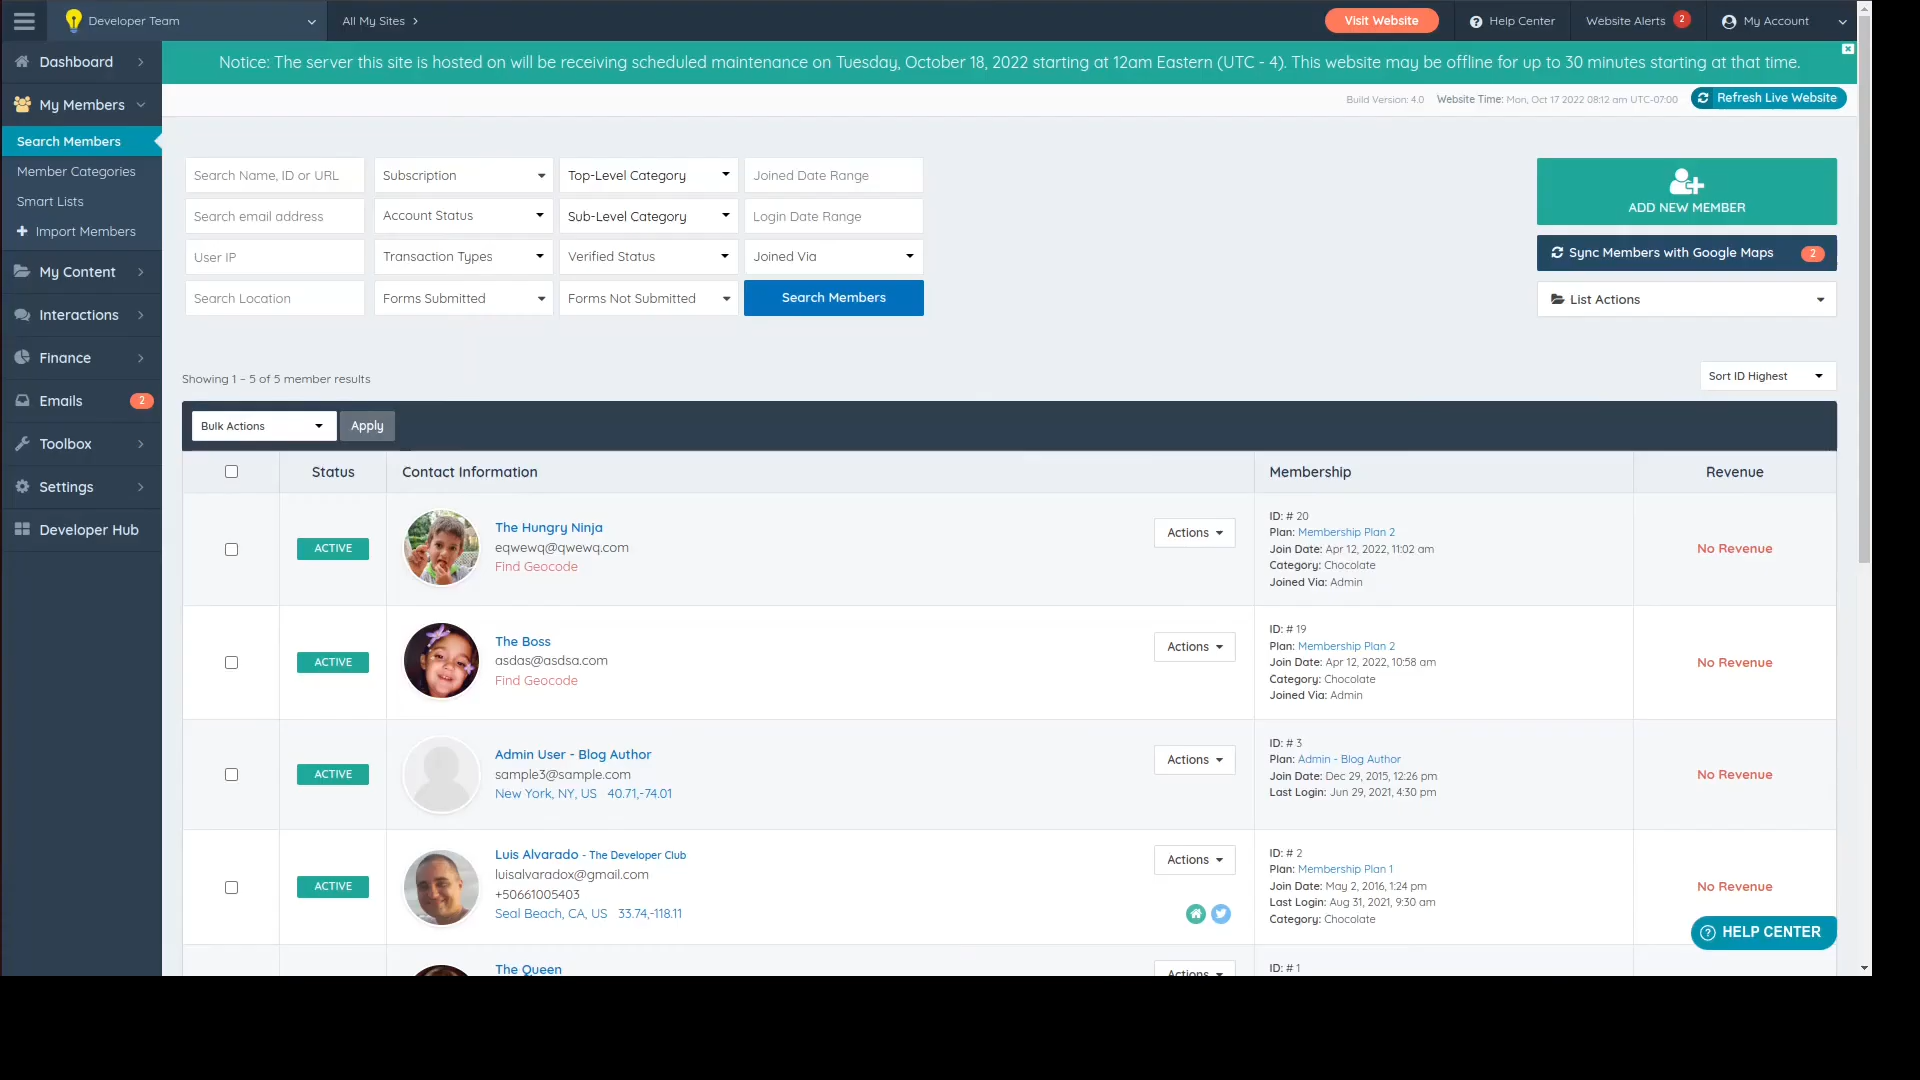 Developer Team
All My Sites
Visit Website
Help Center
Website Alerts 2
My Account
Dashboard
My Members
Search Members
Member Categories
Smart Lists
Import Members
My Content
Interactions
Finance
Emails 2
Toolbox
Settings
Developer Hub
Notice: The server this site is hosted on will be receiving scheduled maintenance on Tuesday, October 18, 2022 starting at 12am Eastern (UTC - 4). This website may be offline for up to 30 minutes starting at that time.
Build Version: 4.0 Website Time: Mon, Oct 17 2022 08:12 am UTC-07:00
Refresh Live Website
Search Name, ID or URL
Subscription
Top-Level Category
Joined Date Range
Search email address
Account Status
Sub-Level Category
Login Date Range
User IP
Transaction Types
Verified Status
Joined Via
Search Location
Forms Submitted
Forms Not Submitted
Search Members
ADD NEW MEMBER
Sync Members with Google Maps 2
List Actions
Showing 1 - 5 of 5 member results
Sort ID Highest
Bulk Actions
Apply
Status
Contact Information
Membership
Revenue
ACTIVE
The Hungry Ninja
eqwewq@qwewq.com
Find Geocode
Actions
ID: # 20
Plan: Membership Plan 2
Join Date: Apr 12, 2022, 11:02 am
Category: Chocolate
Joined Via: Admin
No Revenue
ACTIVE
The Boss
asdas@asdsa.com
Find Geocode
Actions
ID: # 19
Plan: Membership Plan 2
Join Date: Apr 12, 2022, 10:58 am
Category: Chocolate
Joined Via: Admin
No Revenue
ACTIVE
Admin User - Blog Author
sample3@sample.com
New York, NY, US 40.71,-74.01
Actions
ID: # 3
Plan: Admin - Blog Author
Join Date: Dec 29, 2015, 12:26 pm
Last Login: Jun 29, 2021, 4:30 pm
No Revenue
ACTIVE
Luis Alvarado - The Developer Club
luisalvaradox@gmail.com
+50661005403
Seal Beach, CA, US 33.74,-118.11
Actions
ID: # 2
Plan: Membership Plan 1
Join Date: May 2, 2016, 1:24 pm
Last Login: Aug 31, 2021, 9:30 am
Category: Chocolate
No Revenue
HELP CENTER
The Queen
Actions
ID: # 1